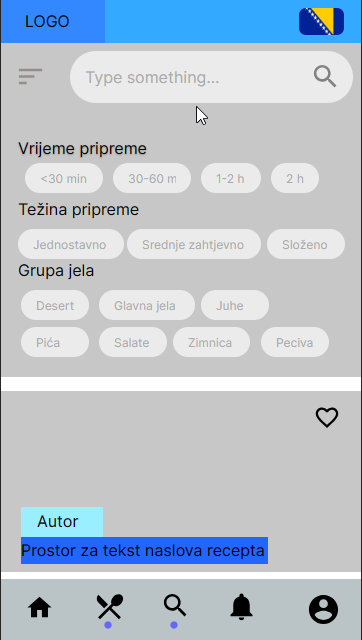 LOGO
Type something...
Vrijeme pripreme
<30 min 30-60 m 1-2 h 2 h
Težina pripreme
Jednostavno Srednje zahtjevno Složeno
Grupa jela
Desert Glavna jela Juhe
Pića Salate Zimnica Peciva
Autor
Prostor za tekst naslova recepta